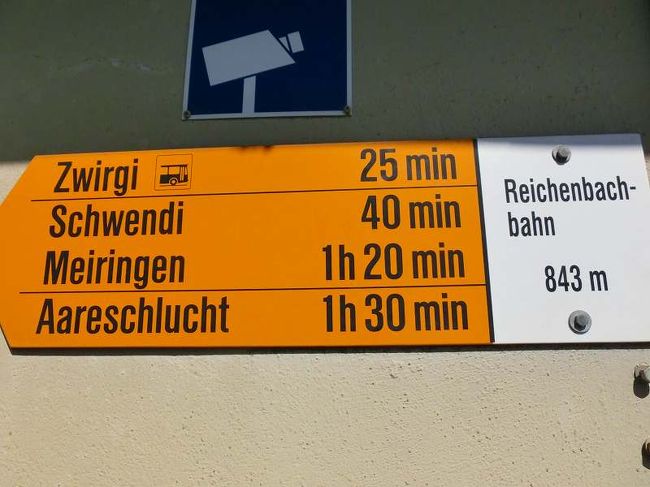 Zwirgi 25 min
Schwendi 40 min
Meiringen 1h 20 min
Aareschlucht 1h 30 min
Reichenbach-
bahn
843 m